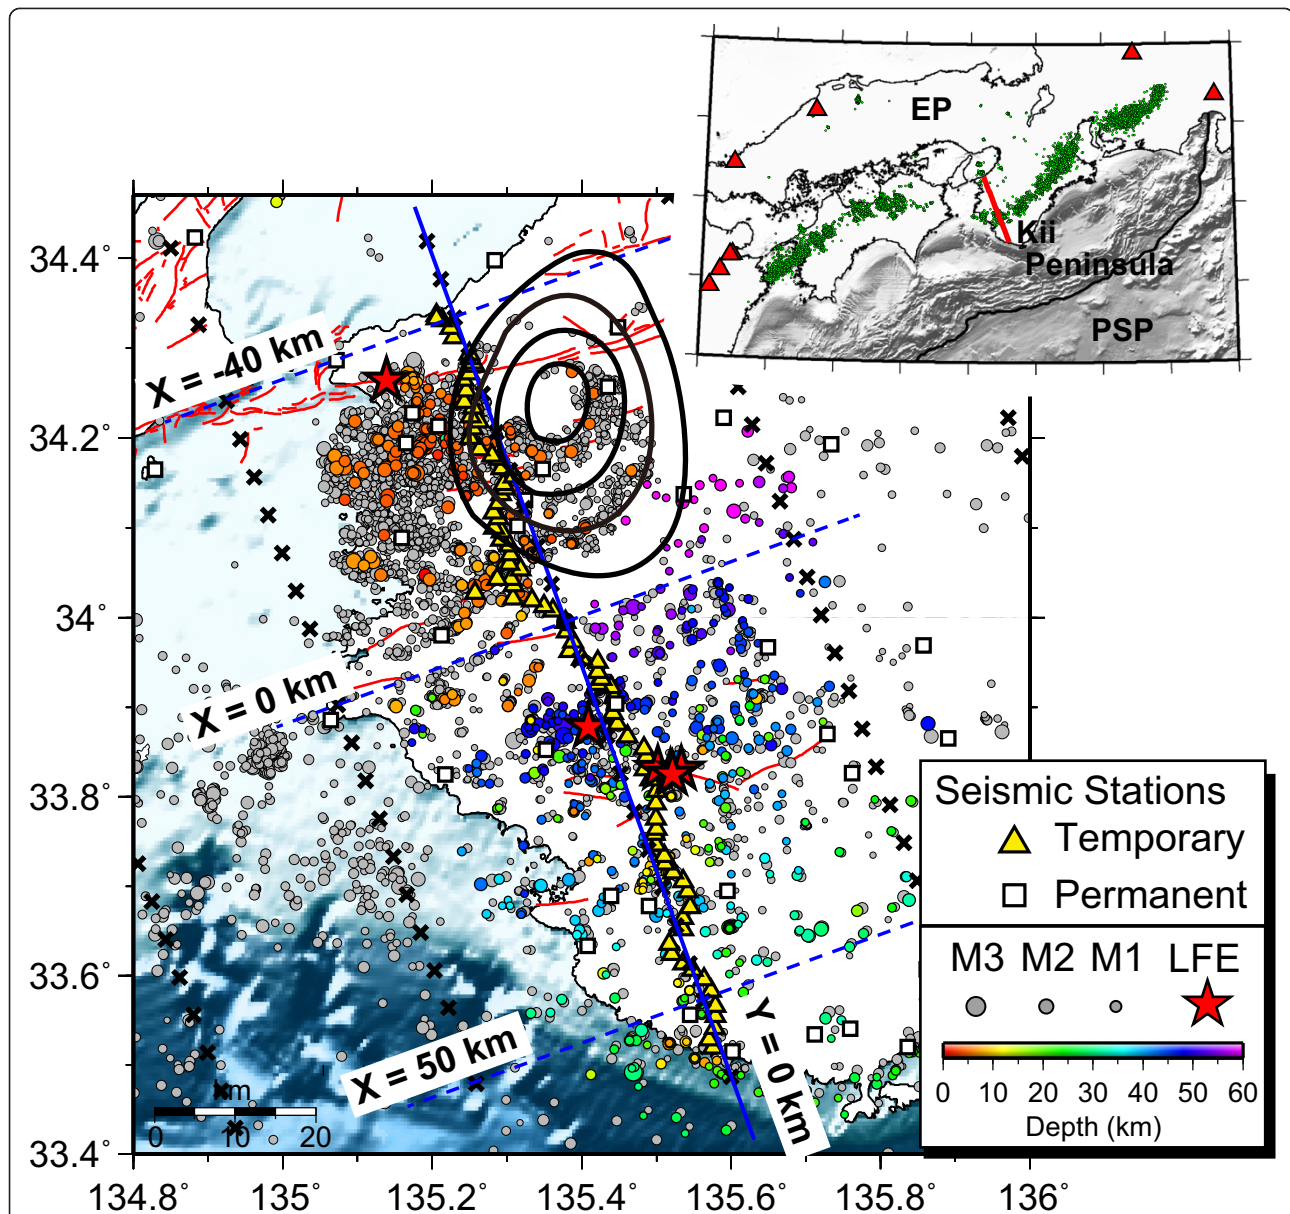 EP
Kii
Peninsula
PSP
34.4°
34.2°
34°
33.8°
33.6°
33.4°
X = -40 km
X = 0 km
X = 50 km
Y = 0 km
km
0 10 20
134.8° 135° 135.2° 135.4° 135.6° 135.8° 136°
Seismic Stations
Temporary
Permanent
M3 M2 M1 LFE
0 10 20 30 40 50 60
Depth (km)